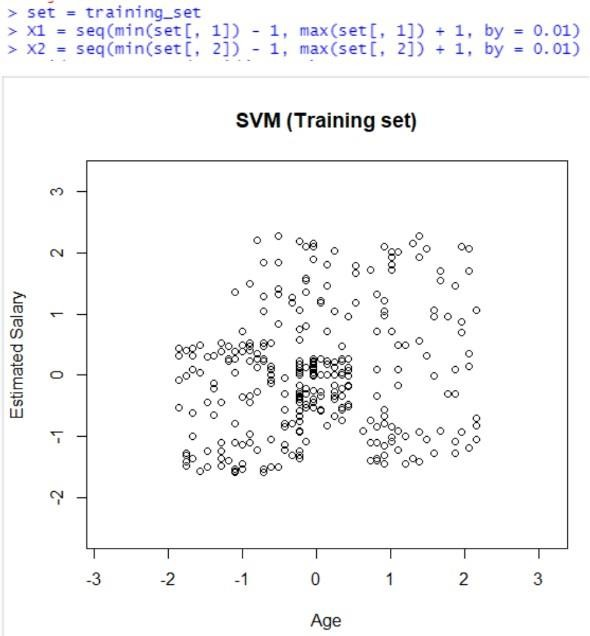 > set = training_set
> X1 = seq(min(set[, 1]) - 1, max(set[, 1]) + 1, by = 0.01)
> X2 = seq(min(set[, 2]) - 1, max(set[, 2]) + 1, by = 0.01)
SVM (Training set)
Estimated Salary
3
2
1
0
-1
-2
-3 -2 -1 0 1 2 3
Age